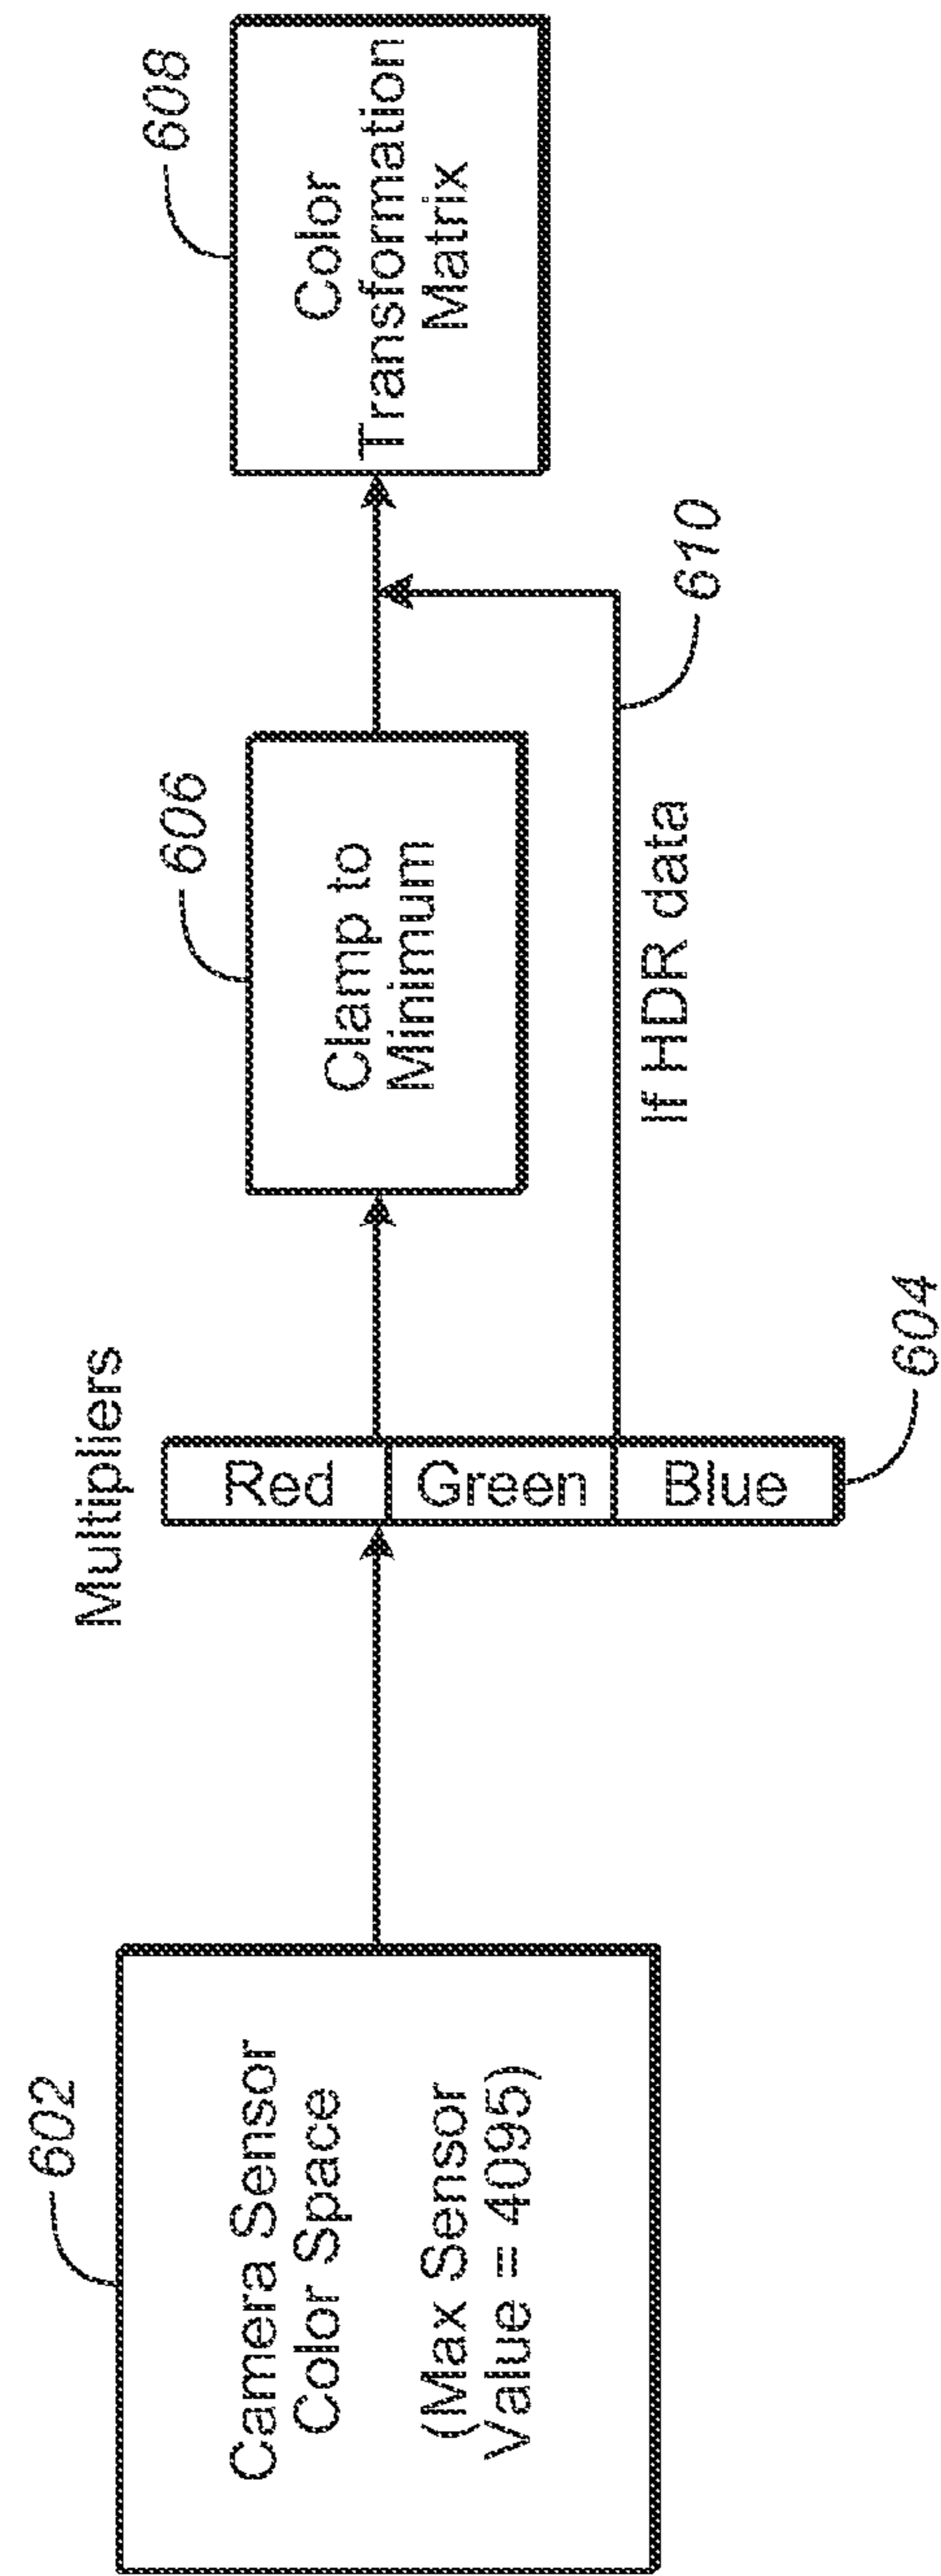 602
Camera Sensor
Color Space
(Max Sensor
Value = 4095)
Multipliers
Red
Green
Blue
604
606
Clamp to
Minimum
If HDR data
610
608
Color
Transformation
Matrix